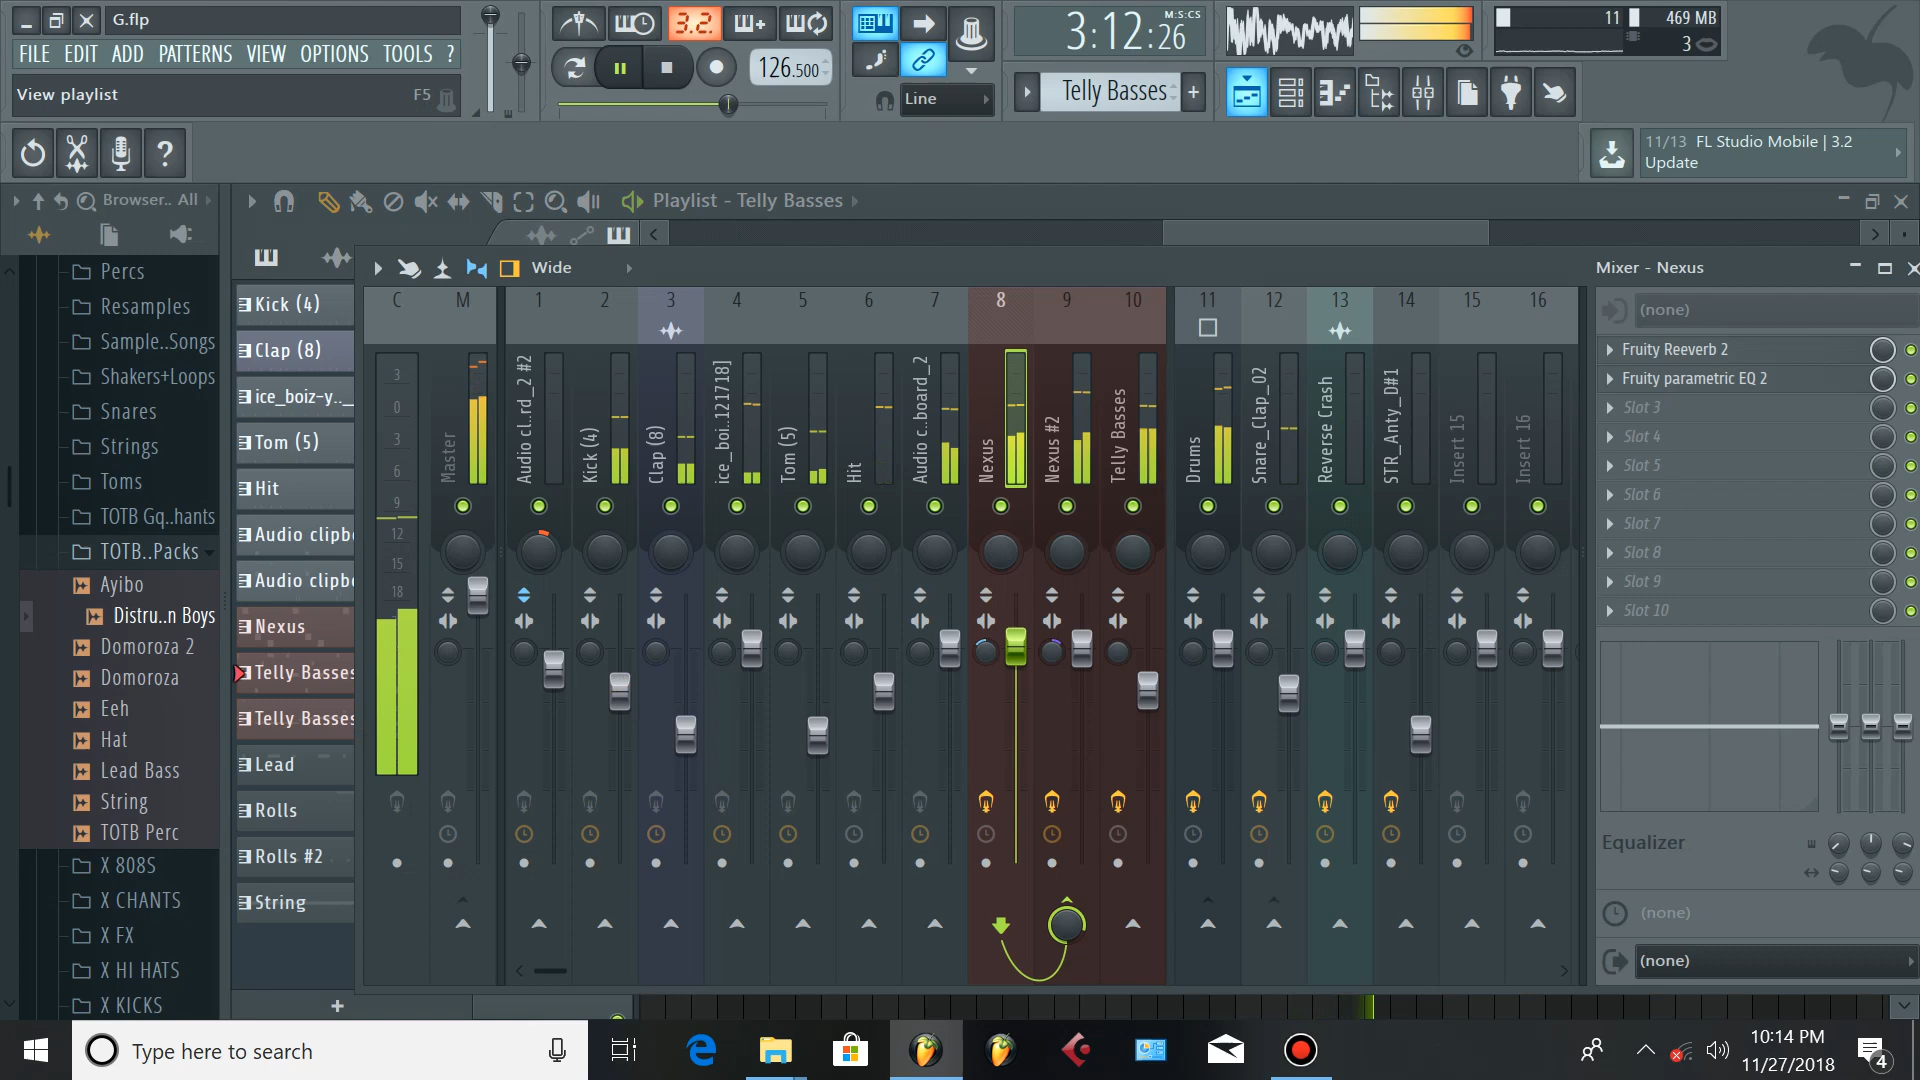 G.flp
FILE EDIT ADD PATTERNS VIEW OPTIONS TOOLS ?
View playlist F5
3.2.
126.500
Line
3:12:26
M:S:CS
Telly Basses
11
469 MB
3
11/13 FL Studio Mobile | 3.2
Update
Browser.. All
Playlist - Telly Basses
Percs
Resamples
Sample..Songs
Shakers+Loops
Snares
Strings
Toms
TOTB Gq..hants
TOTB..Packs
Ayibo
Distru..n Boys
Domoroza 2
Domoroza
Eeh
Hat
Lead Bass
String
TOTB Perc
X 808S
X CHANTS
X FX
X HI HATS
X KICKS
Kick (4)
Clap (8)
ice_boiz-y.._
Tom (5)
Hit
Audio clipb
Audio clipb
Nexus
Telly Basses
Telly Basses
Lead
Rolls
Rolls #2
String
+
Wide
C M 1 2 3 4 5 6 7 8 9 10 11 12 13 14 15 16
3
0
3
6
9
12
15
18
Master
Audio cl..rd_2 #2
Kick (4)
Clap (8)
ice_boi..121718]
Tom (5)
Hit
Audio c..board_2
Nexus
Nexus #2
Telly Basses
Drums
Snare_Clap_02
Reverse Crash
STR_Anty_D#1
Insert 15
Insert 16
Mixer - Nexus
(none)
Fruity Reeverb 2
Fruity parametric EQ 2
Slot 3
Slot 4
Slot 5
Slot 6
Slot 7
Slot 8
Slot 9
Slot 10
Equalizer
(none)
(none)
Type here to search
10:14 PM
11/27/2018
4